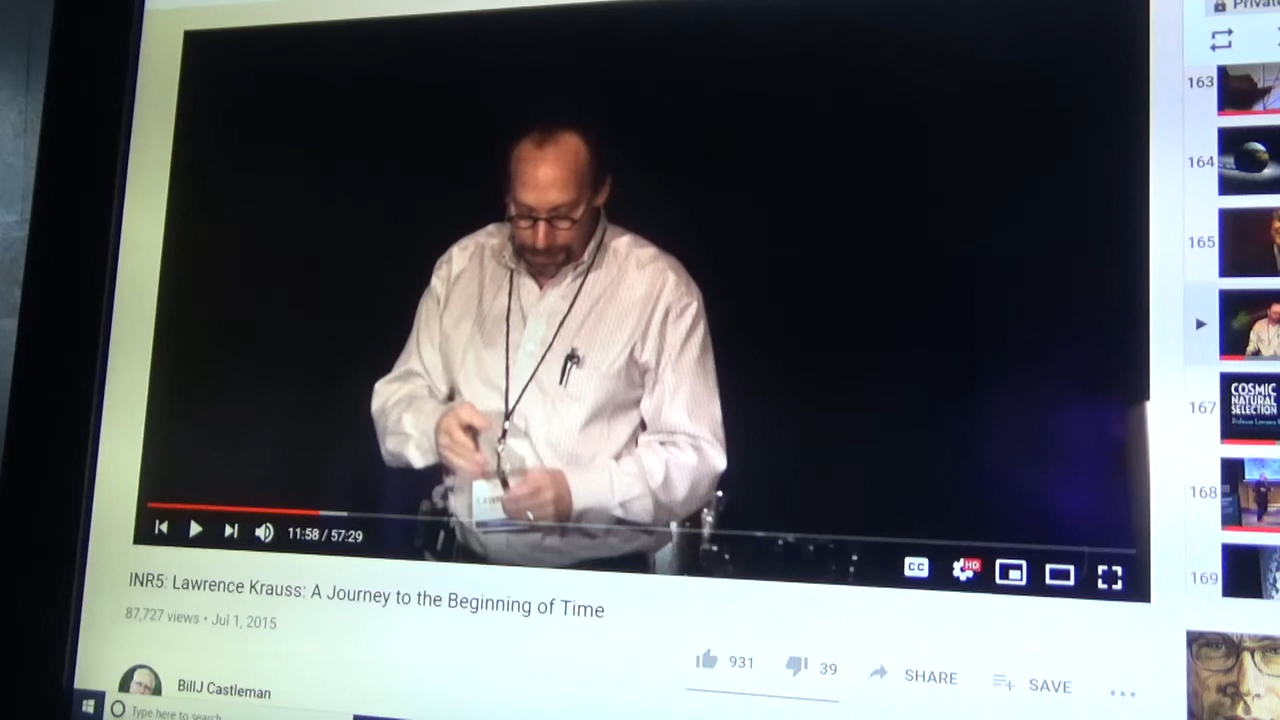 Private
163
164
165
COSMIC
NATURAL
SELECTION
167
168
169
11:58 / 57:29
CC
HD
INR5: Lawrence Krauss: A Journey to the Beginning of Time
87,727 views • Jul 1, 2015
931
39
SHARE
SAVE
BillJ Castleman
Type here to search